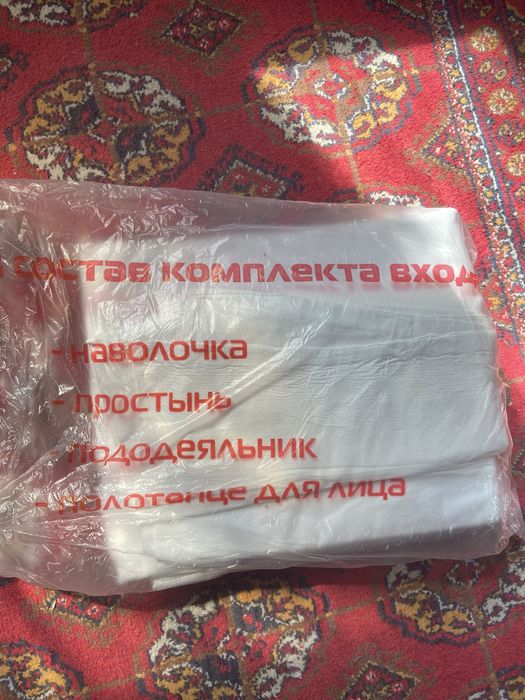 состав комплекта вход
- наволочка
- простынь
- пододеяльник
- полотенце для лица